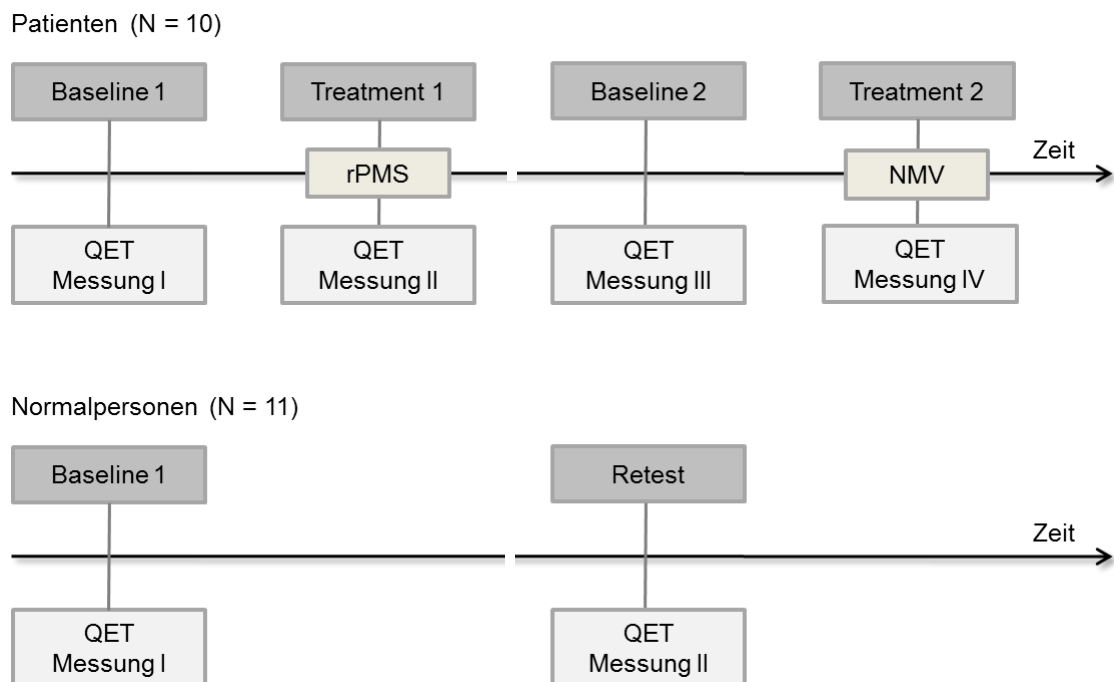 Patienten (N = 10)
Baseline 1
Treatment 1
Baseline 2
Treatment 2
Zeit
rPMS
NMV
QET
Messung I
QET
Messung II
QET
Messung III
QET
Messung IV
Normalpersonen (N = 11)
Baseline 1
Retest
Zeit
QET
Messung I
QET
Messung II